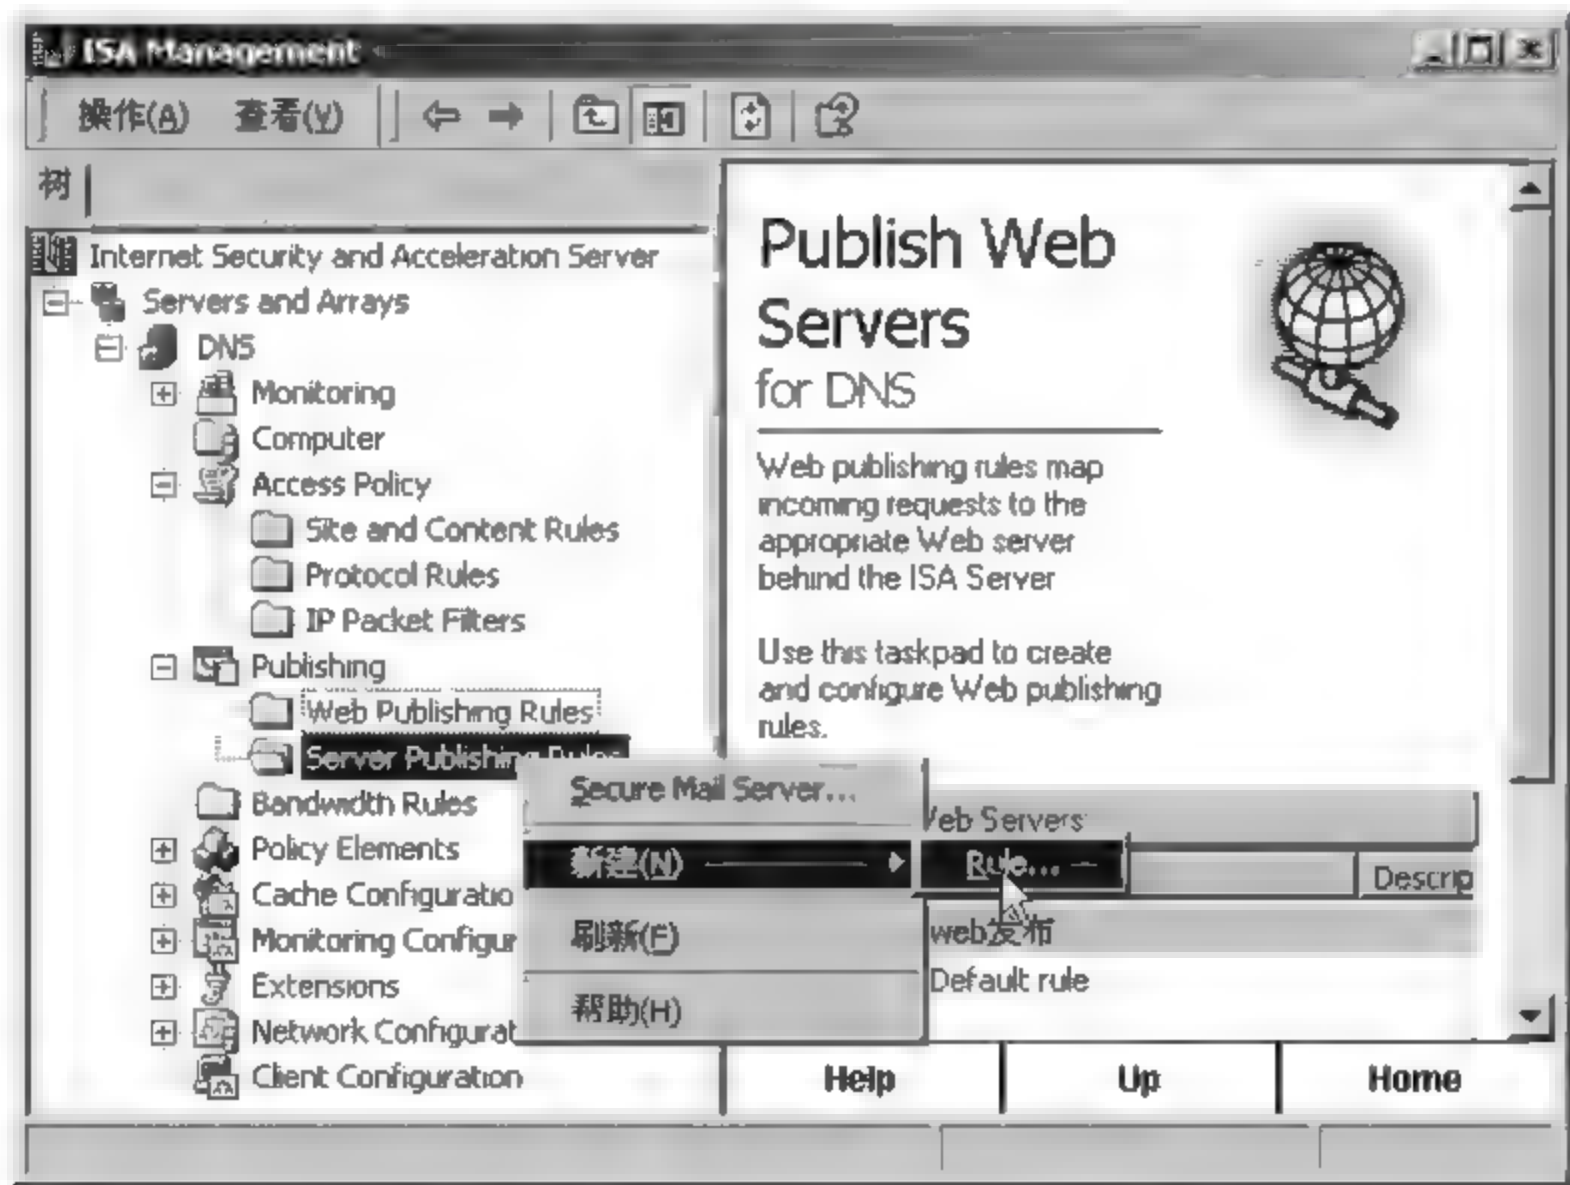 ISA Management
操作(A) 查看(V)
树
Internet Security and Acceleration Server
Servers and Arrays
DNS
Monitoring
Computer
Access Policy
Site and Content Rules
Protocol Rules
IP Packet Filters
Publishing
Web Publishing Rules
Server Publishing Rules
Bandwidth Rules
Policy Elements
Cache Configuratio
Monitoring Configur
Extensions
Network Configurat
Client Configuration
Secure Mail Server...
新建(N)
刷新(F)
帮助(H)
Rule...
Publish Web
Servers
for DNS
Web publishing rules map
incoming requests to the
appropriate Web server
behind the ISA Server
Use this taskpad to create
and configure Web publishing
rules.
eb Servers
Descrip
web发布
Default rule
Help Up Home